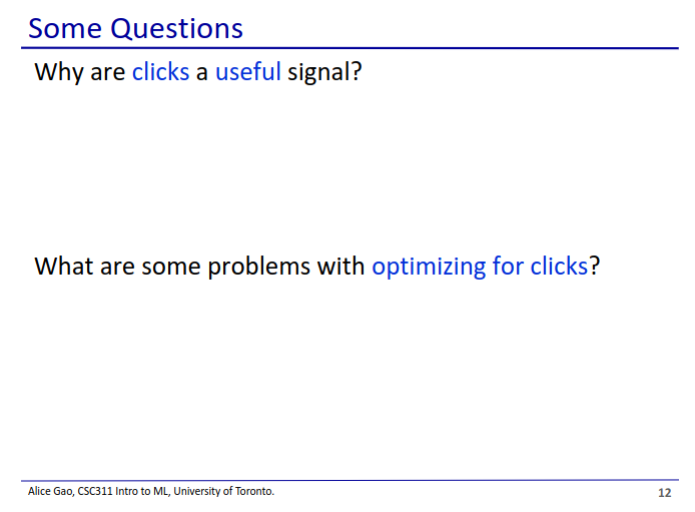 Some Questions
Why are clicks a useful signal?
What are some problems with optimizing for clicks?
Alice Gao, CSC311 Intro to ML, University of Toronto.
12